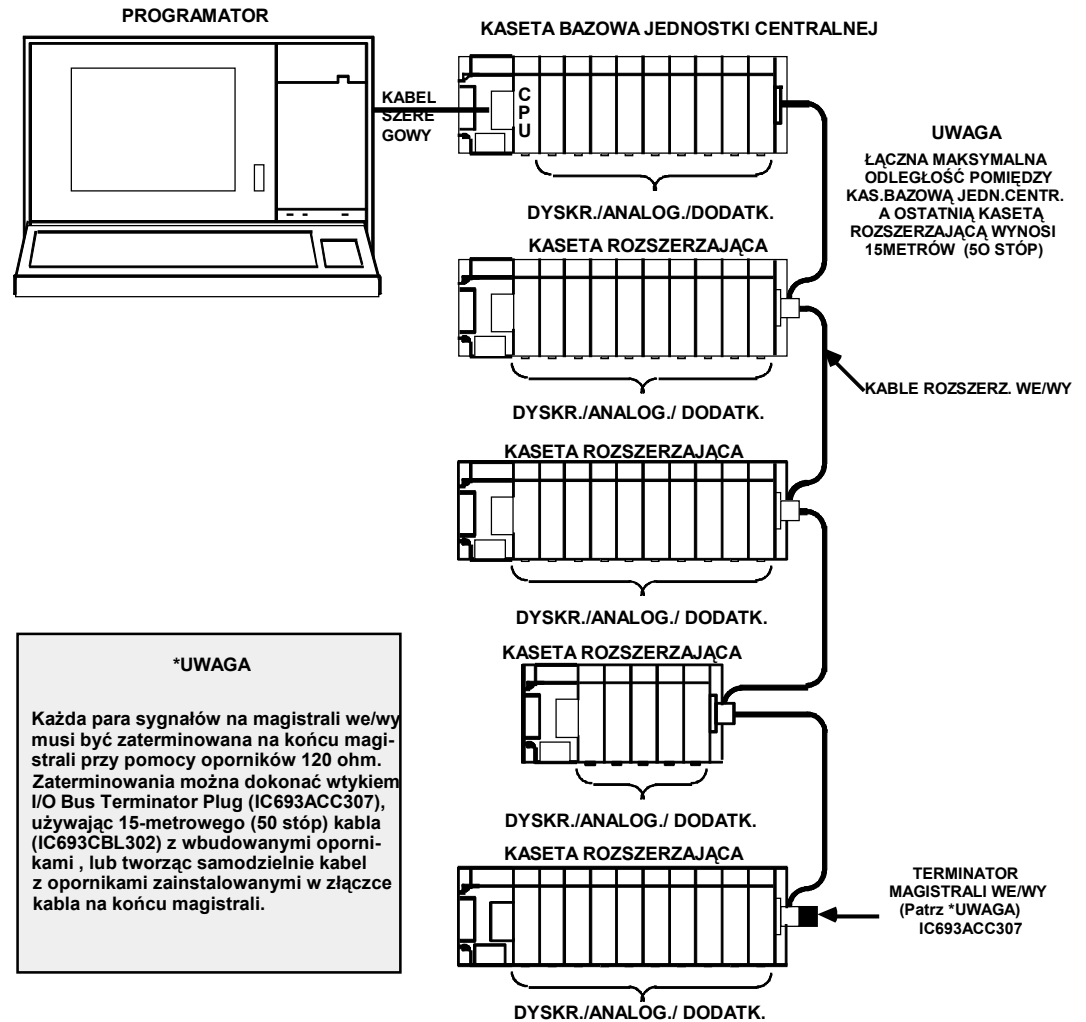 PROGRAMATOR
KASETA BAZOWA JEDNOSTKI CENTRALNEJ
KABEL
SZERE
GOWY
C
P
U
DYSKR./ANALOG./DODATK.
UWAGA
ŁĄCZNA MAKSYMALNA
ODLEGŁOŚĆ POMIĘDZY
KAS.BAZOWĄ JEDN.CENTR.
A OSTATNIĄ KASETĄ
ROZSZERZAJĄCĄ WYNOSI
15METRÓW (5O STÓP)
KASETA ROZSZERZAJĄCA
DYSKR./ANALOG./ DODATK.
KABLE ROZSZERZ. WE/WY
KASETA ROZSZERZAJĄCA
DYSKR./ANALOG./ DODATK.
KASETA ROZSZERZAJĄCA
DYSKR./ANALOG./ DODATK.
KASETA ROZSZERZAJĄCA
DYSKR./ANALOG./ DODATK.
TERMINATOR
MAGISTRALI WE/WY
(Patrz *UWAGA)
IC693ACC307
*UWAGA
Każda para sygnałów na magistrali we/wy
musi być zaterminowana na końcu magi-
strali przy pomocy oporników 120 ohm.
Zaterminowania można dokonać wtykiem
I/O Bus Terminator Plug (IC693ACC307),
używając 15-metrowego (50 stóp) kabla
(IC693CBL302) z wbudowanymi oporni-
kami , lub tworząc samodzielnie kabel
z opornikami zainstalowanymi w złączce
kabla na końcu magistrali.